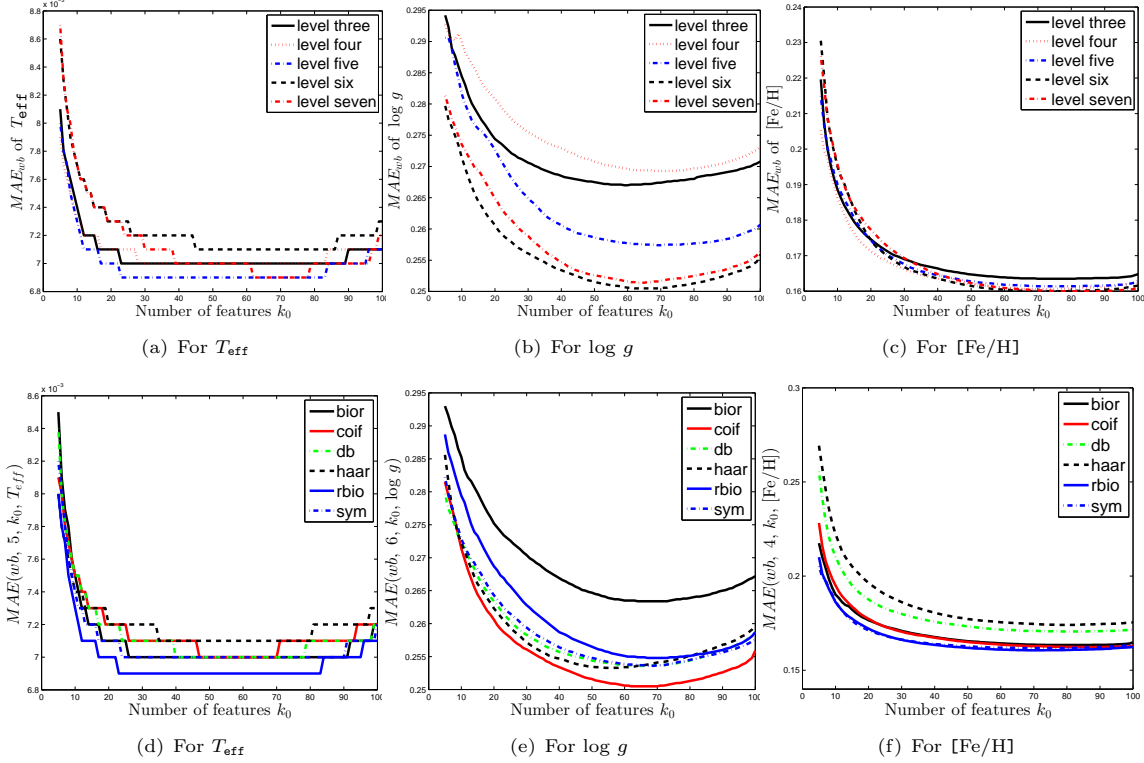 x 10⁻³
8.6
8.4
8.2
8
7.8
7.6
7.4
7.2
7
6.8
MAE_wb of T_eff
level three
level four
level five
level six
level seven
0 10 20 30 40 50 60 70 80 90 100
Number of features k₀
(a) For T_eff
0.295
0.29
0.285
0.28
0.275
0.27
0.265
0.26
0.255
0.25
MAE_wb of log g
level three
level four
level five
level six
level seven
0 10 20 30 40 50 60 70 80 90 100
Number of features k₀
(b) For log g
0.24
0.23
0.22
0.21
0.2
0.19
0.18
0.17
0.16
MAE_wb of [Fe/H]
level three
level four
level five
level six
level seven
0 10 20 30 40 50 60 70 80 90 100
Number of features k₀
(c) For [Fe/H]
x 10⁻³
8.6
8.4
8.2
8
7.8
7.6
7.4
7.2
7
6.8
MAE(wb, 5, k₀, T_eff)
bior
coif
db
haar
rbio
sym
0 10 20 30 40 50 60 70 80 90 100
Number of features k₀
(d) For T_eff
0.295
0.29
0.285
0.28
0.275
0.27
0.265
0.26
0.255
0.25
MAE(wb, 6, k₀, log g)
bior
coif
db
haar
rbio
sym
0 10 20 30 40 50 60 70 80 90 100
Number of features k₀
(e) For log g
0.3
0.25
0.2
0.15
MAE(wb, 4, k₀, [Fe/H])
bior
coif
db
haar
rbio
sym
0 10 20 30 40 50 60 70 80 90 100
Number of features k₀
(f) For [Fe/H]